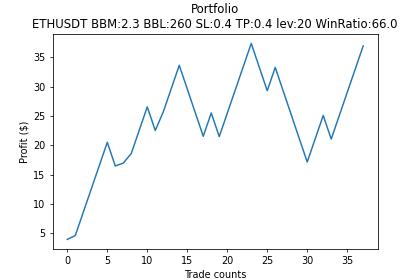 Portfolio
ETHUSDT BBM:2.3 BBL:260 SL:0.4 TP:0.4 lev:20 WinRatio:66.0
Profit ($)
35
30
25
20
15
10
5
0 5 10 15 20 25 30 35
Trade counts